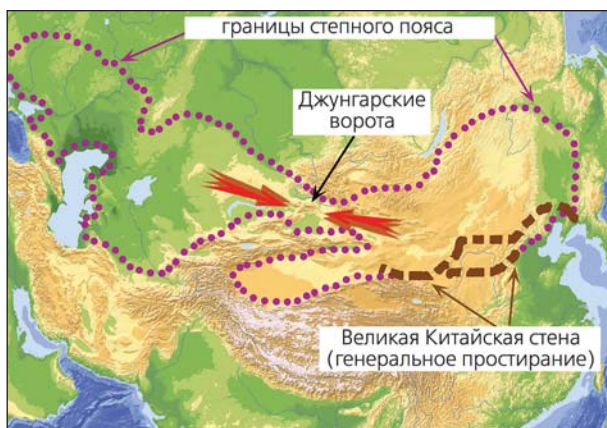 границы степного пояса
Джунгарские
ворота
Великая Китайская стена
(генеральное простирание)